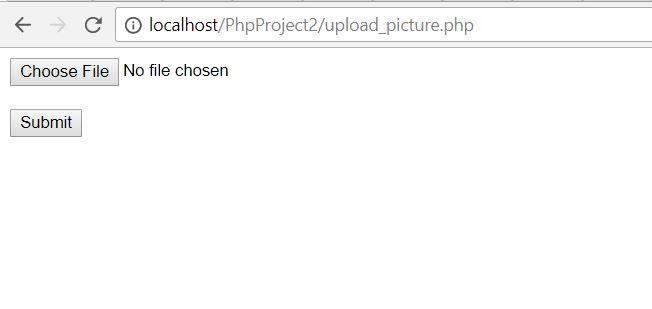 localhost/PhpProject2/upload_picture.php
Choose File No file chosen
Submit